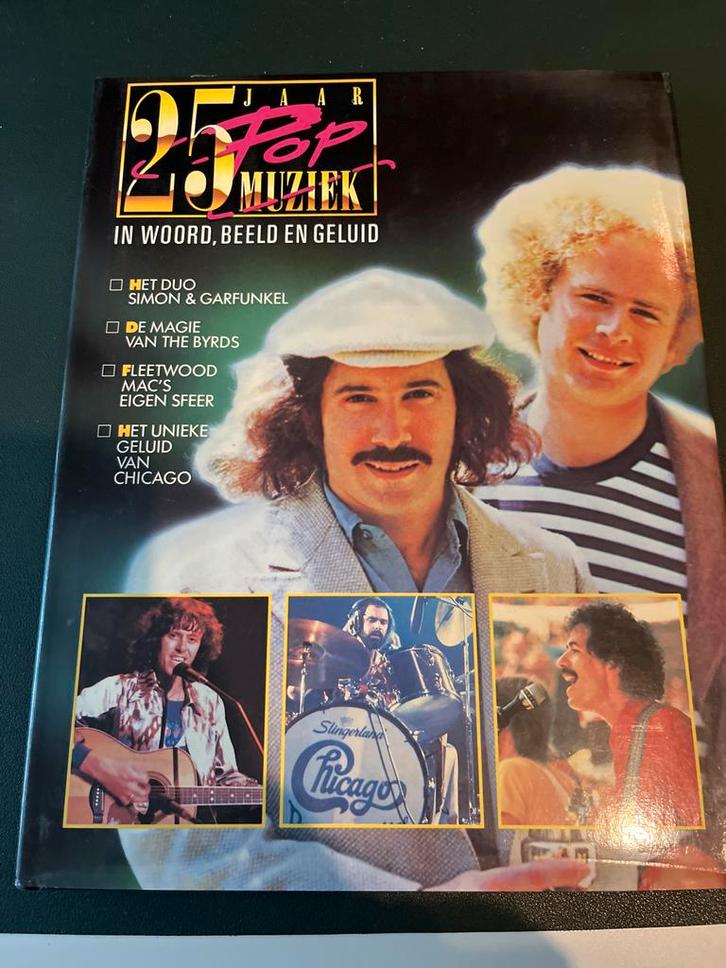 25 JAAR
Pop
MUZIEK
IN WOORD, BEELD EN GELUID
HET DUO
SIMON & GARFUNKEL
DE MAGIE
VAN THE BYRDS
FLEETWOOD
MAC'S
EIGEN SFEER
HET UNIEKE
GELUID
VAN
CHICAGO
Slingerland
Chicago